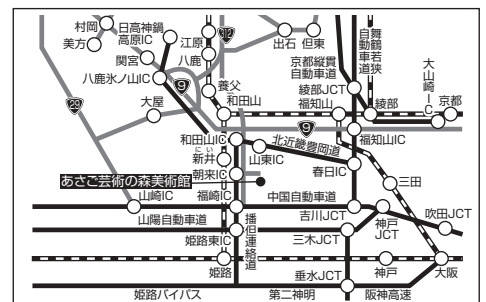 村岡
日高神鍋
高原IC
江原
312
出石
但東
舞鶴若狭
自動車道
大山崎IC
美方
関宮
八鹿
京都縦貫
自動車道
八鹿氷ノ山IC
9
養父
綾部JCT
綾部
京都
29
大屋
和田山
福知山
和田山IC
9
福知山IC
にい
新井
山東IC
北近畿豊岡道
朝来IC
春日IC
三田
あさご芸術の森美術館
山崎IC
福崎IC
中国自動車道
山陽自動車道
吉川JCT
神戸
JCT
吹田JCT
姫路東IC
播但連絡道
三木JCT
姫路
垂水JCT
神戸
大阪
姫路バイパス
第二神明
阪神高速